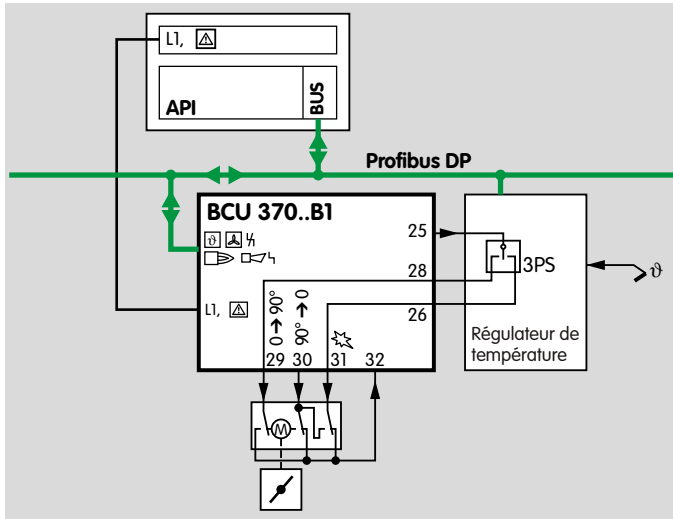 L1,
API
BUS
Profibus DP
BCU 370..B1
ϑ
25
3PS
ϑ
28
L1,
26
0 → 90°
90° → 0
Régulateur de
température
29 30 31 32
M